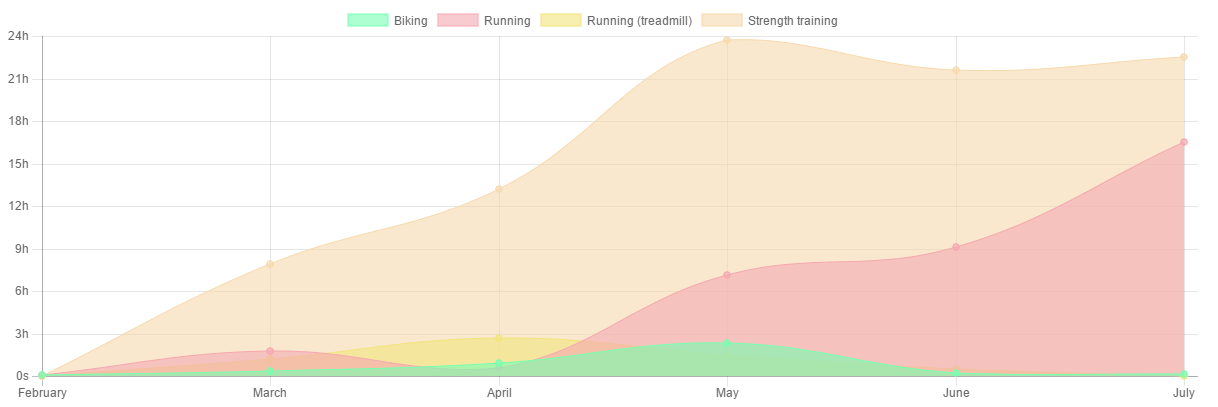 Biking Running Running (treadmill) Strength training
24h
21h
18h
15h
12h
9h
6h
3h
0s
February March April May June July